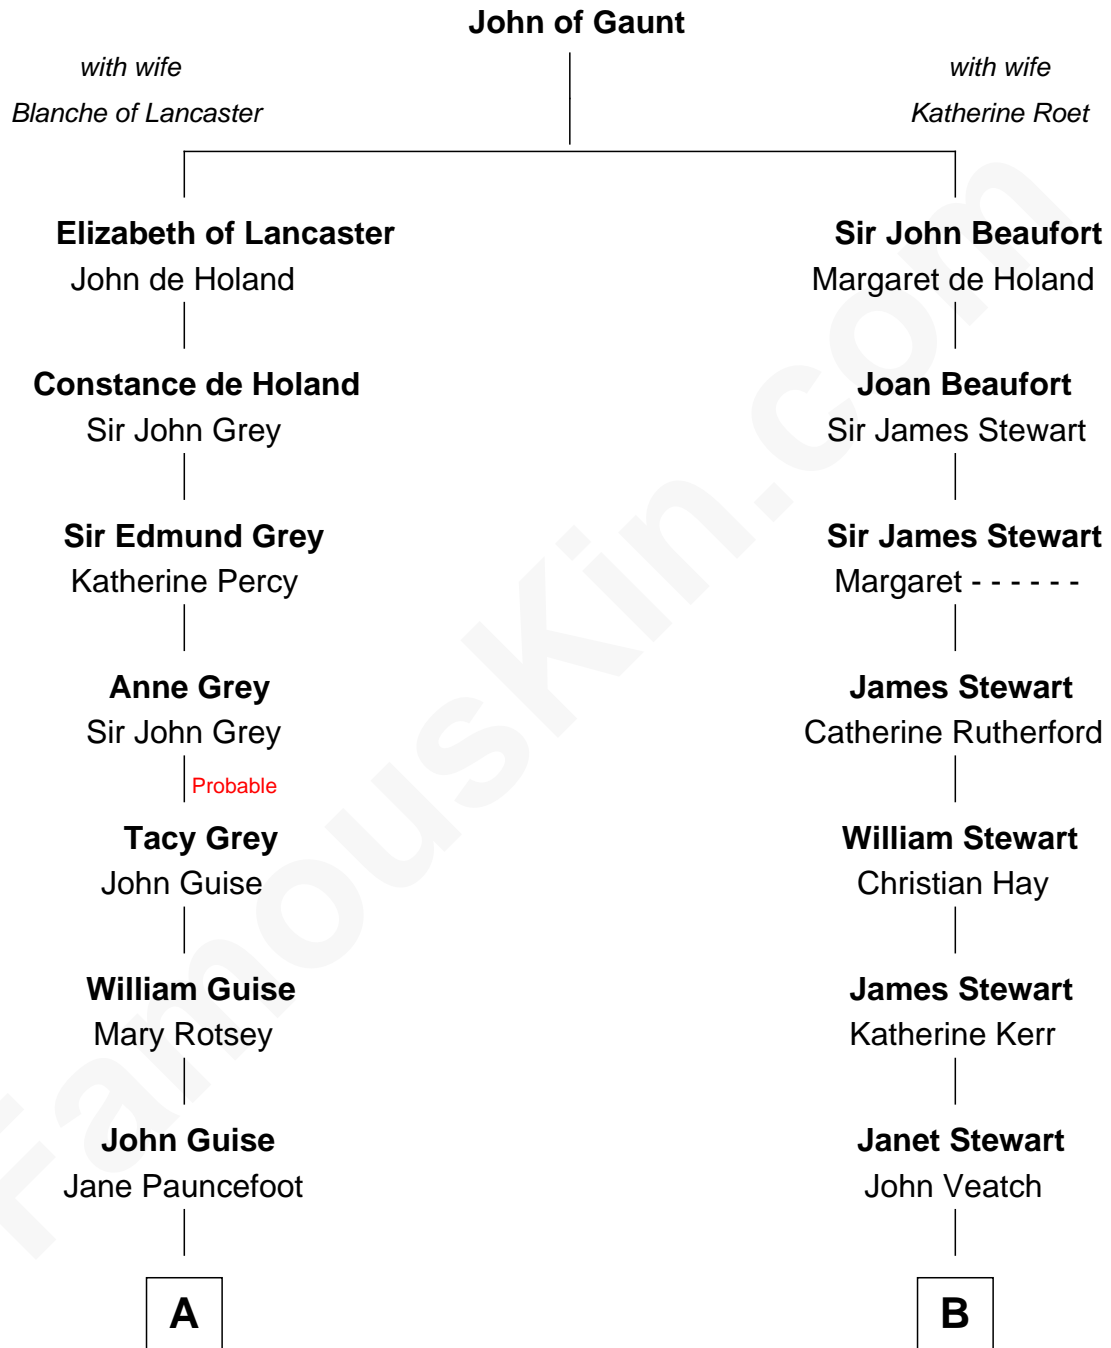 John of Gaunt
with wife
Blanche of Lancaster
with wife
Katherine Roet
Elizabeth of Lancaster
John de Holand
Sir John Beaufort
Margaret de Holand
Constance de Holand
Sir John Grey
Joan Beaufort
Sir James Stewart
Sir Edmund Grey
Katherine Percy
Sir James Stewart
Margaret - - - - - -
Anne Grey
Sir John Grey
James Stewart
Catherine Rutherford
Probable
Tacy Grey
John Guise
William Stewart
Christian Hay
William Guise
Mary Rotsey
James Stewart
Katherine Kerr
John Guise
Jane Pauncefoot
Janet Stewart
John Veatch
A
B
FamousKin.com